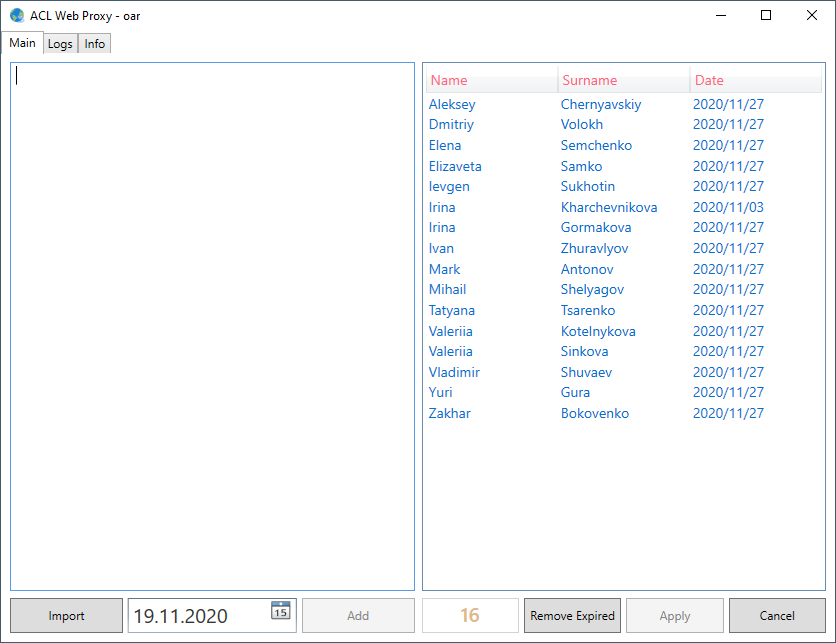 ACL Web Proxy - oar
Main Logs Info
Name Surname Date
Aleksey Chernyavskiy 2020/11/27
Dmitriy Volokh 2020/11/27
Elena Semchenko 2020/11/27
Elizaveta Samko 2020/11/27
Ievgen Sukhotin 2020/11/27
Irina Kharchevnikova 2020/11/03
Irina Gormakova 2020/11/27
Ivan Zhuravlyov 2020/11/27
Mark Antonov 2020/11/27
Mihail Shelyagov 2020/11/27
Tatyana Tsarenko 2020/11/27
Valeriia Kotelnykova 2020/11/27
Valeriia Sinkova 2020/11/27
Vladimir Shuvaev 2020/11/27
Yuri Gura 2020/11/27
Zakhar Bokovenko 2020/11/27
Import 19.11.2020 15 Add 16 Remove Expired Apply Cancel